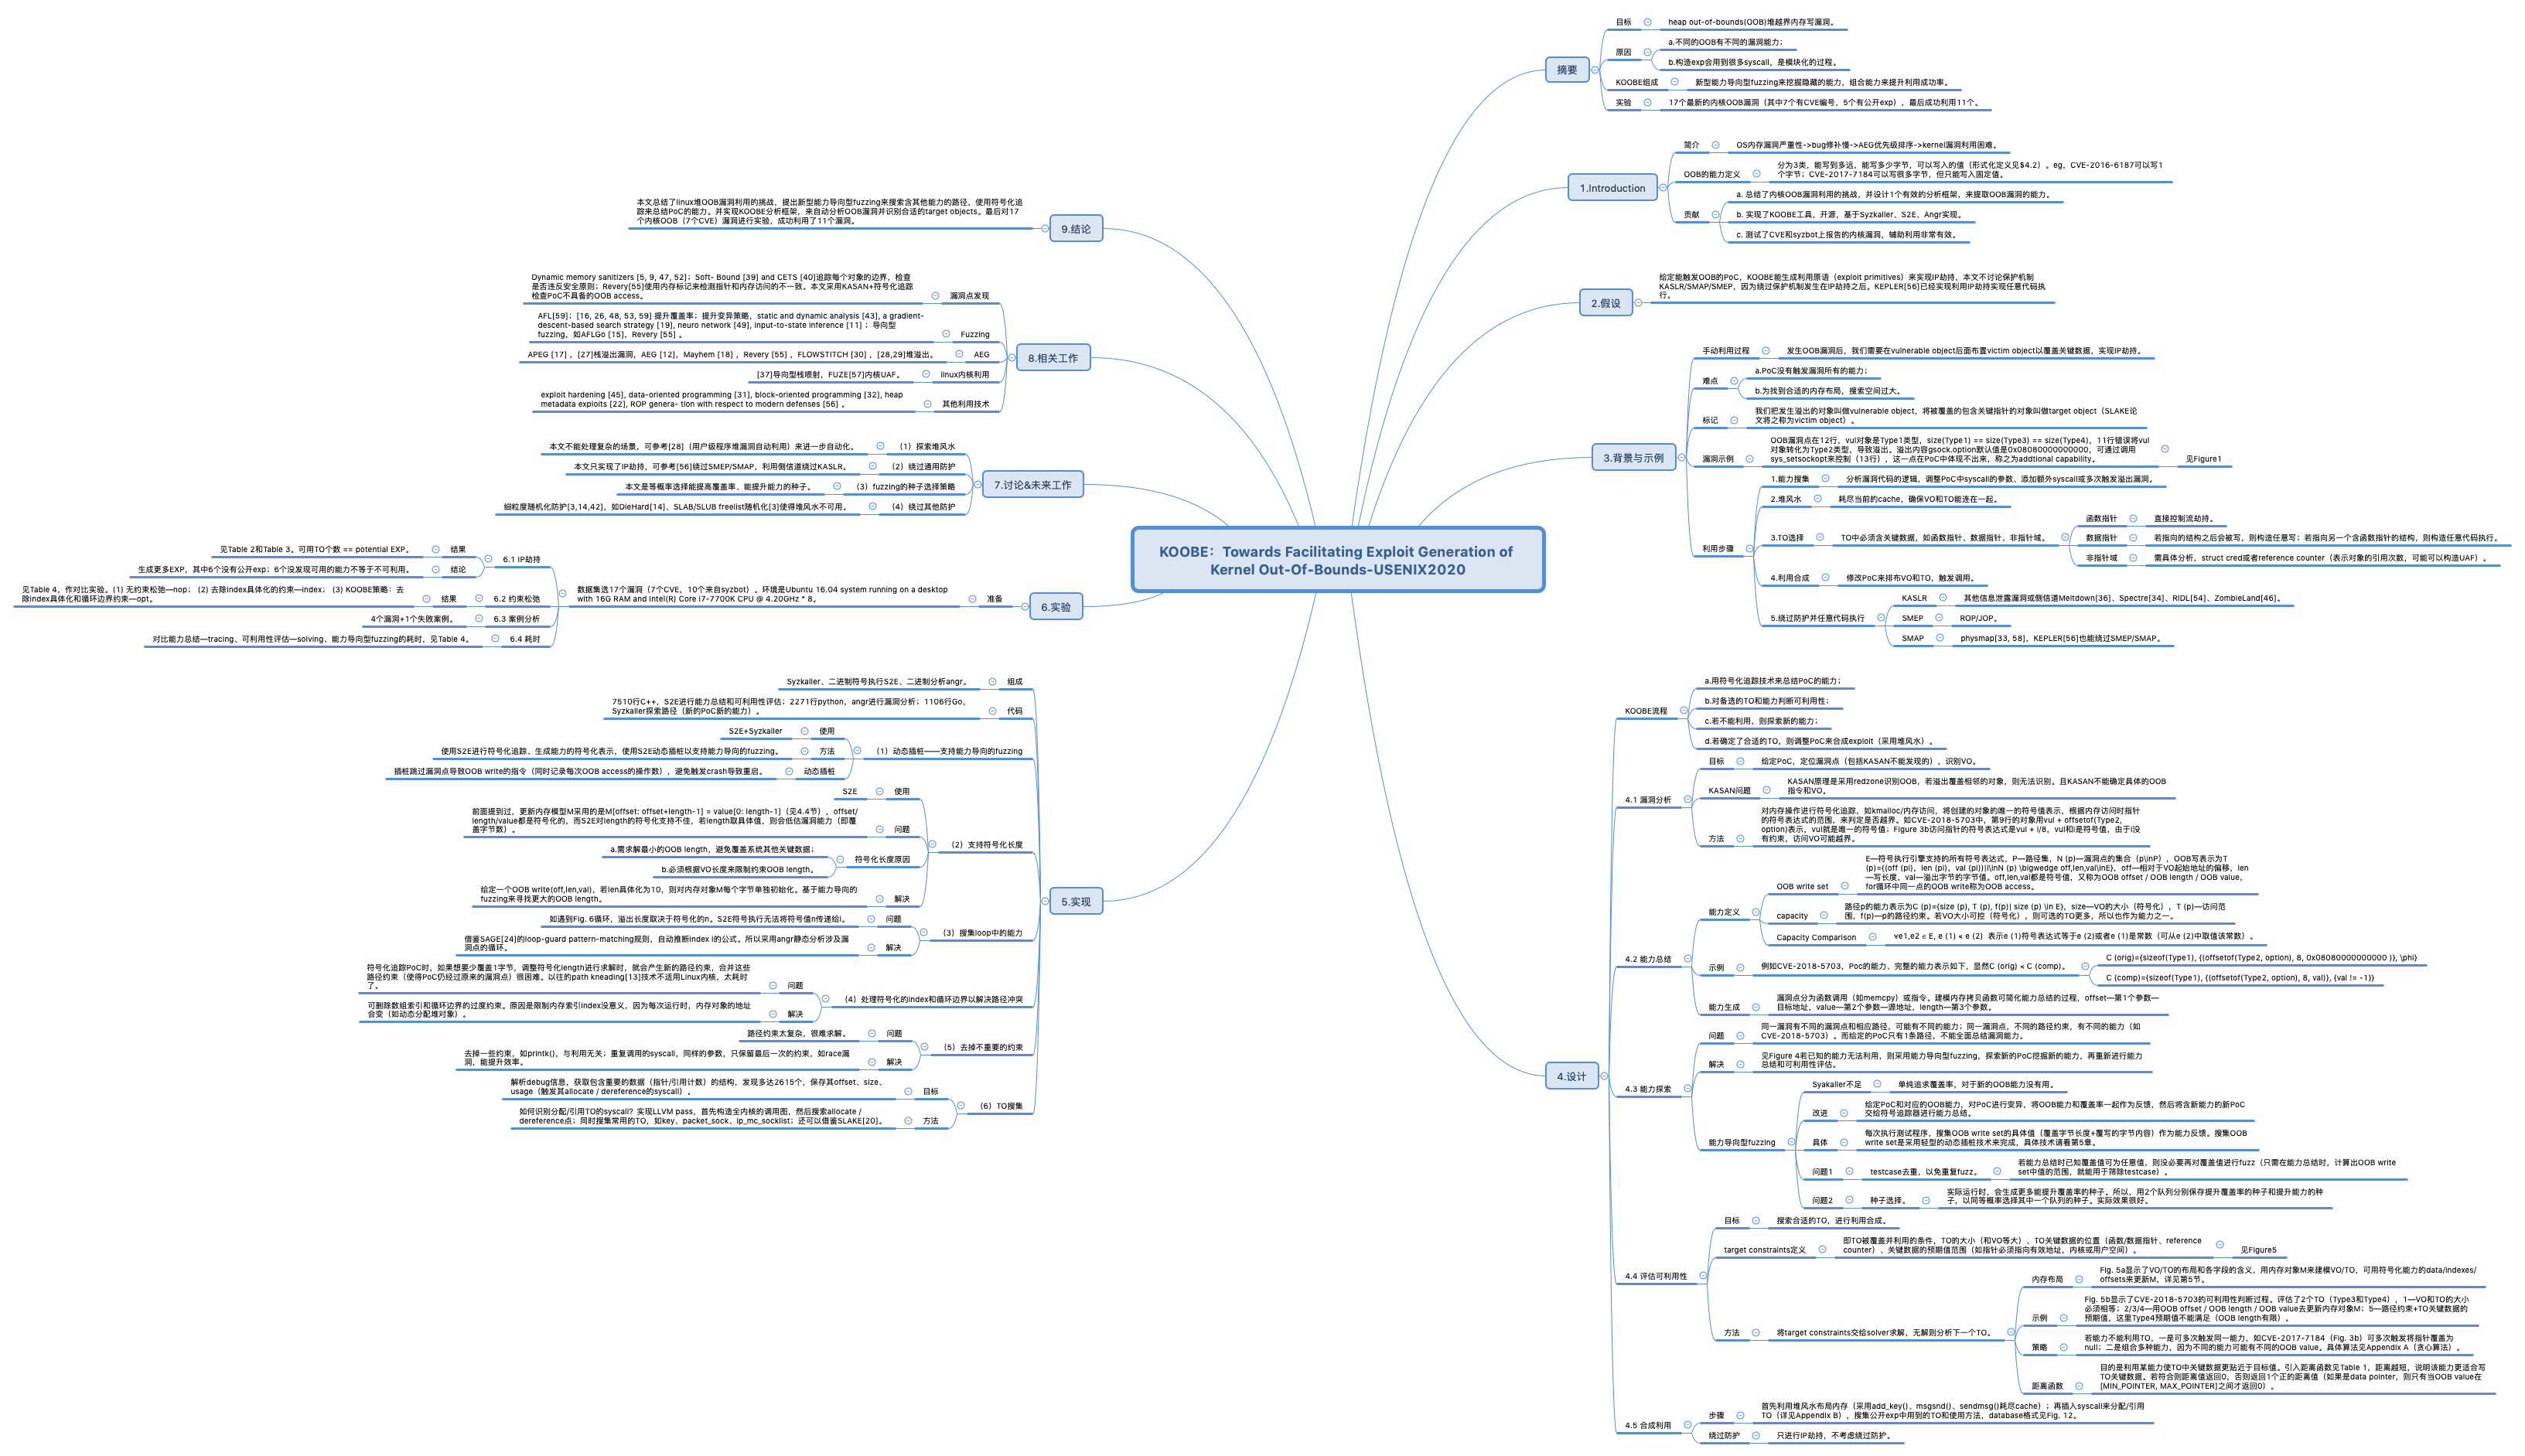 KOOBE：Towards Facilitating Exploit Generation of
Kernel Out-Of-Bounds-USENIX2020
摘要
目标
heap out-of-bounds(OOB)堆越界内存写漏洞。
原因
a.不同的OOB有不同的漏洞能力；
b.构造exp会用到很多syscall，是模块化的过程。
KOOBE组成
新型能力导向型fuzzing来挖掘隐藏的能力，组合能力来提升利用成功率。
实验
17个最新的内核OOB漏洞（其中7个有CVE编号，5个有公开exp），最后成功利用11个。
1.Introduction
简介
OS内存漏洞严重性->bug修补慢->AEG优先级排序->kernel漏洞利用困难。
OOB的能力定义
分为3类，能写到多远，能写多少字节，可以写入的值（形式化定义见$4.2）。eg，CVE-2016-6187可以写1
个字节；CVE-2017-7184可以写很多字节，但只能写入固定值。
贡献
a. 总结了内核OOB漏洞利用的挑战，并设计1个有效的分析框架，来提取OOB漏洞的能力。
b. 实现了KOOBE工具，开源，基于Syzkaller、S2E、Angr实现。
c. 测试了CVE和syzbot上报告的内核漏洞，辅助利用非常有效。
2.假设
给定能触发OOB的PoC，KOOBE能生成利用原语（exploit primitives）来实现IP劫持，本文不讨论保护机制
KASLR/SMAP/SMEP，因为绕过保护机制发生在IP劫持之后。KEPLER[56]已经实现利用IP劫持实现任意代码执
行。
3.背景与示例
手动利用过程
发生OOB漏洞后，我们需要在vulnerable object后面布置victim object以覆盖关键数据，实现IP劫持。
难点
a.PoC没有触发漏洞所有的能力；
b.为找到合适的内存布局，搜索空间过大。
标记
我们把发生溢出的对象叫做vulnerable object，将被覆盖的包含关键指针的对象叫做target object（SLAKE论
文将之称为victim object）。
漏洞示例
OOB漏洞点在12行，vul对象是Type1类型，size(Type1) == size(Type3) == size(Type4)，11行错误将vul
对象转化为Type2类型，导致溢出。溢出内容gsock.option默认值是0x08080000000000，可通过调用
sys_setsockopt来控制（13行），这一点在PoC中体现不出来，称之为addtional capability。
见Figure1
利用步骤
1.能力搜集
分析漏洞代码的逻辑，调整PoC中syscall的参数、添加额外syscall或多次触发溢出漏洞。
2.堆风水
耗尽当前的cache，确保VO和TO能连在一起。
3.TO选择
TO中必须含关键数据，如函数指针、数据指针、非指针域。
函数指针
直接控制流劫持。
数据指针
若指向的结构之后会被写，则构造任意写；若指向另一个含函数指针的结构，则构造任意代码执行。
非指针域
需具体分析，struct cred或者reference counter（表示对象的引用次数，可能可以构造UAF）。
4.利用合成
修改PoC来排布VO和TO，触发调用。
5.绕过防护并任意代码执行
KASLR
其他信息泄露漏洞或侧信道Meltdown[36]、Spectre[34]、RIDL[54]、ZombieLand[46]。
SMEP
ROP/JOP。
SMAP
physmap[33, 58]，KEPLER[56]也能绕过SMEP/SMAP。
4.设计
KOOBE流程
a.用符号化追踪技术来总结PoC的能力；
b.对备选的TO和能力判断可利用性；
c.若不能利用，则探索新的能力；
d.若确定了合适的TO，则调整PoC来合成exploit（采用堆风水）。
4.1 漏洞分析
目标
给定PoC，定位漏洞点（包括KASAN不能发现的），识别VO。
KASAN问题
KASAN原理是采用redzone识别OOB，若溢出覆盖相邻的对象，则无法识别。且KASAN不能确定具体的OOB
指令和VO。
方法
对内存操作进行符号化追踪，如kmalloc/内存访问，将创建的对象的唯一的符号值表示，根据内存访问时指针
的符号表达式的范围，来判定是否越界。如CVE-2018-5703中，第9行的对象用vul + offsetof(Type2,
option)表示，vul就是唯一的符号值；Figure 3b访问指针的符号表达式是vul + i/8，vul和i是符号值，由于i没
有约束，访问VO可能越界。
4.2 能力总结
能力定义
OOB write set
E—符号执行引擎支持的所有符号表达式，P—路径集，N (p)—漏洞点的集合（p\inP），OOB写表示为T
(p)={(off (pi)，len (pi)，val (pi))|i\inN (p) \bigwedge off,len,val\inE}，off—相对于VO起始地址的偏移，len
—写长度，val—溢出字节的字节值。off,len,val都是符号值，又称为OOB offset / OOB length / OOB value,
for循环中同一点的OOB write称为OOB access。
capacity
路径p的能力表示为C (p)={size (p), T (p), f(p)| size (p) \in E}，size—VO的大小（符号化），T (p)—访问范
围，f(p)—p的路径约束。若VO大小可控（符号化），则可选的TO更多，所以也作为能力之一。
Capacity Comparison
∨e1,e2 ∈ E, e (1) < e (2) 表示e (1)符号表达式等于e (2)或者e (1)是常数（可从e (2)中取值该常数）。
示例
例如CVE-2018-5703，Poc的能力、完整的能力表示如下，显然C (orig) < C (comp)。
C (orig)={sizeof(Type1), {(offsetof(Type2, option), 8, 0x08080000000000 )}, \phi}
C (comp)={sizeof(Type1), {(offsetof(Type2, option), 8, val)}, {val != -1}}
能力生成
漏洞点分为函数调用（如memcpy）或指令。建模内存拷贝函数可简化能力总结的过程，offset—第1个参数—
目标地址，value—第2个参数—源地址，length—第3个参数。
4.3 能力探索
问题
同一漏洞有不同的漏洞点和相应路径，可能有不同的能力；同一漏洞点，不同的路径约束，有不同的能力（如
CVE-2018-5703）。而给定的PoC只有1条路径，不能全面总结漏洞能力。
解决
见Figure 4若已知的能力无法利用，则采用能力导向型fuzzing，探索新的PoC挖掘新的能力，再重新进行能力
总结和可利用性评估。
能力导向型fuzzing
Syakaller不足
单纯追求覆盖率，对于新的OOB能力没有用。
改进
给定PoC和对应的OOB能力，对PoC进行变异，将OOB能力和覆盖率一起作为反馈，然后将含新能力的新PoC
交给符号追踪器进行能力总结。
具体
每次执行测试程序，搜集OOB write set的具体值（覆盖字节长度+覆写的字节内容）作为能力反馈。搜集OOB
write set是采用轻型的动态插桩技术来完成，具体技术请看第5章。
问题1
testcase去重，以免重复fuzz。
若能力总结时已知覆盖值可为任意值，则没必要再对覆盖值进行fuzz（只需在能力总结时，计算出OOB write
set中值的范围，就能用于筛除testcase）。
问题2
种子选择。
实际运行时，会生成更多能提升覆盖率的种子。所以，用2个队列分别保存提升覆盖率的种子和提升能力的种
子，以同等概率选择其中一个队列的种子。实际效果很好。
4.4 评估可利用性
目标
搜索合适的TO，进行利用合成。
target constraints定义
即TO被覆盖并利用的条件，TO的大小（和VO等大）、TO关键数据的位置（函数/数据指针、reference
counter）、关键数据的预期值范围（如指针必须指向有效地址，内核或用户空间）。
见Figure5
方法
将target constraints交给solver求解，无解则分析下一个TO。
内存布局
Fig. 5a显示了VO/TO的布局和各字段的含义，用内存对象M来建模VO/TO，可用符号化能力的data/indexes/
offsets来更新M，详见第5节。
示例
Fig. 5b显示了CVE-2018-5703的可利用性判断过程。评估了2个TO（Type3和Type4），1—VO和TO的大小
必须相等；2/3/4—用OOB offset / OOB length / OOB value去更新内存对象M；5—路径约束+TO关键数据的
预期值，这里Type4预期值不能满足（OOB length有限）。
策略
若能力不能利用TO，一是可多次触发同一能力，如CVE-2017-7184（Fig. 3b）可多次触发将指针覆盖为
null；二是组合多种能力，因为不同的能力可能有不同的OOB value。具体算法见Appendix A（贪心算法）。
距离函数
目的是利用某能力使TO中关键数据更贴近于目标值。引入距离函数见Table 1，距离越短，说明该能力更适合写
TO关键数据。若符合则距离值返回0，否则返回1个正的距离值（如果是data pointer，则只有当OOB value在
[MIN_POINTER, MAX_POINTER]之间才返回0）。
4.5 合成利用
步骤
首先利用堆风水布局内存（采用add_key()、msgsnd()、sendmsg()耗尽cache）；再插入syscall来分配/引用
TO（详见Appendix B），搜集公开exp中用到的TO和使用方法，database格式见Fig. 12。
绕过防护
只进行IP劫持，不考虑绕过防护。
5.实现
组成
Syzkaller、二进制符号执行S2E、二进制分析angr。
代码
7510行C++，S2E进行能力总结和可利用性评估；2271行python，angr进行漏洞分析；1106行Go，
Syzkaller探索路径（新的PoC新的能力）。
（1）动态插桩——支持能力导向的fuzzing
使用
S2E+Syzkaller
方法
使用S2E进行符号化追踪、生成能力的符号化表示，使用S2E动态插桩以支持能力导向的fuzzing。
动态插桩
插桩跳过漏洞点导致OOB write的指令（同时记录每次OOB access的操作数），避免触发crash导致重启。
（2）支持符号化长度
使用
S2E
问题
前面提到过，更新内存模型M采用的是M[offset: offset+length-1] = value[0: length-1]（见4.4节），offset/
length/value都是符号化的，而S2E对length的符号化支持不佳，若length取具体值，则会低估漏洞能力（即覆
盖字节数）。
符号化长度原因
a.需求解最小的OOB length，避免覆盖系统其他关键数据；
b.必须根据VO长度来限制约束OOB length。
解决
给定一个OOB write(off,len,val)，若len具体化为10，则对内存对象M每个字节单独初始化。基于能力导向的
fuzzing来寻找更大的OOB length。
（3）搜集loop中的能力
问题
如遇到Fig. 6循环，溢出长度取决于符号化的n。S2E符号执行无法将符号值n传递给i。
解决
借鉴SAGE[24]的loop-guard pattern-matching规则，自动推断index i的公式。所以采用angr静态分析涉及漏
洞点的循环。
（4）处理符号化的index和循环边界以解决路径冲突
问题
符号化追踪PoC时，如果想要少覆盖1字节，调整符号化length进行求解时，就会产生新的路径约束，合并这些
路径约束（使得PoC仍经过原来的漏洞点）很困难。以往的path kneading[13]技术不适用Linux内核，太耗时
了。
解决
可删除数组索引和循环边界的过度约束。原因是限制内存索引index没意义，因为每次运行时，内存对象的地址
会变（如动态分配堆对象）。
（5）去掉不重要的约束
问题
路径约束太复杂，很难求解。
解决
去掉一些约束，如printk()，与利用无关；重复调用的syscall，同样的参数，只保留最后一次的约束，如race漏
洞，能提升效率。
（6）TO搜集
目标
解析debug信息，获取包含重要的数据（指针/引用计数）的结构，发现多达2615个，保存其offset、size、
usage（触发其allocate / dereference的syscall）。
方法
如何识别分配/引用TO的syscall？实现LLVM pass，首先构造全内核的调用图，然后搜索allocate /
dereference点；同时搜集常用的TO，如key、packet_sock、ip_mc_socklist；还可以借鉴SLAKE[20]。
6.实验
准备
数据集选17个漏洞（7个CVE，10个来自syzbot）。环境是Ubuntu 16.04 system running on a desktop
with 16G RAM and Intel(R) Core i7-7700K CPU @ 4.20GHz * 8。
6.1 IP劫持
结果
见Table 2和Table 3。可用TO个数 == potential EXP。
结论
生成更多EXP，其中6个没有公开exp；6个没发现可用的能力不等于不可利用。
6.2 约束松弛
结果
见Table 4，作对比实验。(1) 无约束松弛—nop； (2) 去除index具体化的约束—index； (3) KOOBE策略：去
除index具体化和循环边界约束—opt。
6.3 案例分析
4个漏洞+1个失败案例。
6.4 耗时
对比能力总结—tracing、可利用性评估—solving、能力导向型fuzzing的耗时，见Table 4。
7.讨论&未来工作
（1）探索堆风水
本文不能处理复杂的场景，可参考[28]（用户级程序堆漏洞自动利用）来进一步自动化。
（2）绕过通用防护
本文只实现了IP劫持，可参考[56]绕过SMEP/SMAP，利用侧信道绕过KASLR。
（3）fuzzing的种子选择策略
本文是等概率选择能提高覆盖率、能提升能力的种子。
（4）绕过其他防护
细粒度随机化防护[3,14,42]，如DieHard[14]、SLAB/SLUB freelist随机化[3]使得堆风水不可用。
8.相关工作
漏洞点发现
Dynamic memory sanitizers [5, 9, 47, 52]；Soft- Bound [39] and CETS [40]追踪每个对象的边界，检查
是否违反安全原则；Revery[55]使用内存标记来检测指针和内存访问的不一致。本文采用KASAN+符号化追踪
检查PoC不具备的OOB access。
Fuzzing
AFL[59]；[16, 26, 48, 53, 59] 提升覆盖率；提升变异策略，static and dynamic analysis [43], a gradient-
descent-based search strategy [19], neuro network [49], input-to-state inference [11] ；导向型
fuzzing，如AFLGo [15]，Revery [55] 。
AEG
APEG [17] ，[27]栈溢出漏洞，AEG [12]，Mayhem [18] ，Revery [55] ，FLOWSTITCH [30] ，[28,29]堆溢出。
linux内核利用
[37]导向型栈喷射，FUZE[57]内核UAF。
其他利用技术
exploit hardening [45], data-oriented programming [31], block-oriented programming [32], heap
metadata exploits [22], ROP genera- tion with respect to modern defenses [56] 。
9.结论
本文总结了linux堆OOB漏洞利用的挑战，提出新型能力导向型fuzzing来搜索含其他能力的路径，使用符号化追
踪来总结PoC的能力。并实现KOOBE分析框架，来自动分析OOB漏洞并识别合适的target objects。最后对17
个内核OOB（7个CVE）漏洞进行实验，成功利用了11个漏洞。